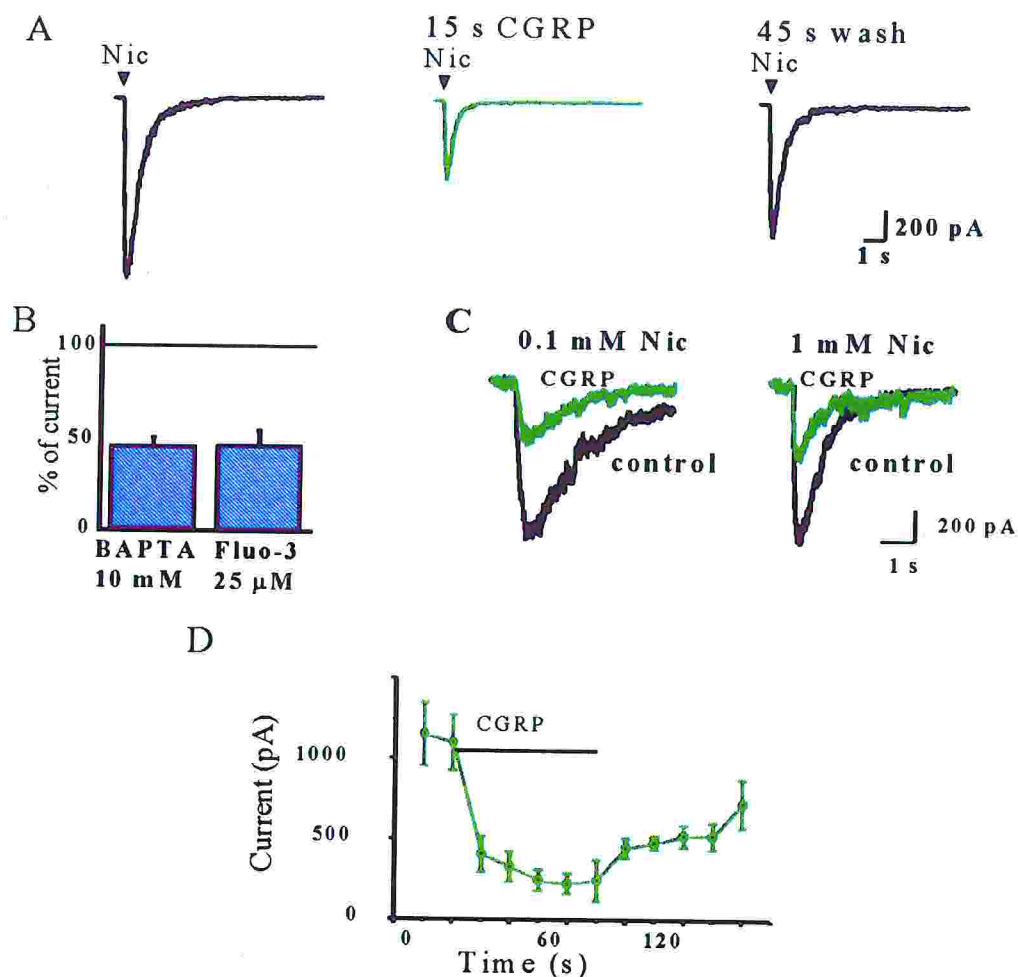 A
Nic
15 s CGRP
Nic
45 s wash
Nic
200 pA
1 s
B
100
50
0
% of current
BAPTA Fluo-3
10 mM 25 µM
C
0.1 mM Nic
1 mM Nic
CGRP
CGRP
control
control
200 pA
1 s
D
CGRP
1000
500
0
Current (pA)
0 60 120
Time (s)